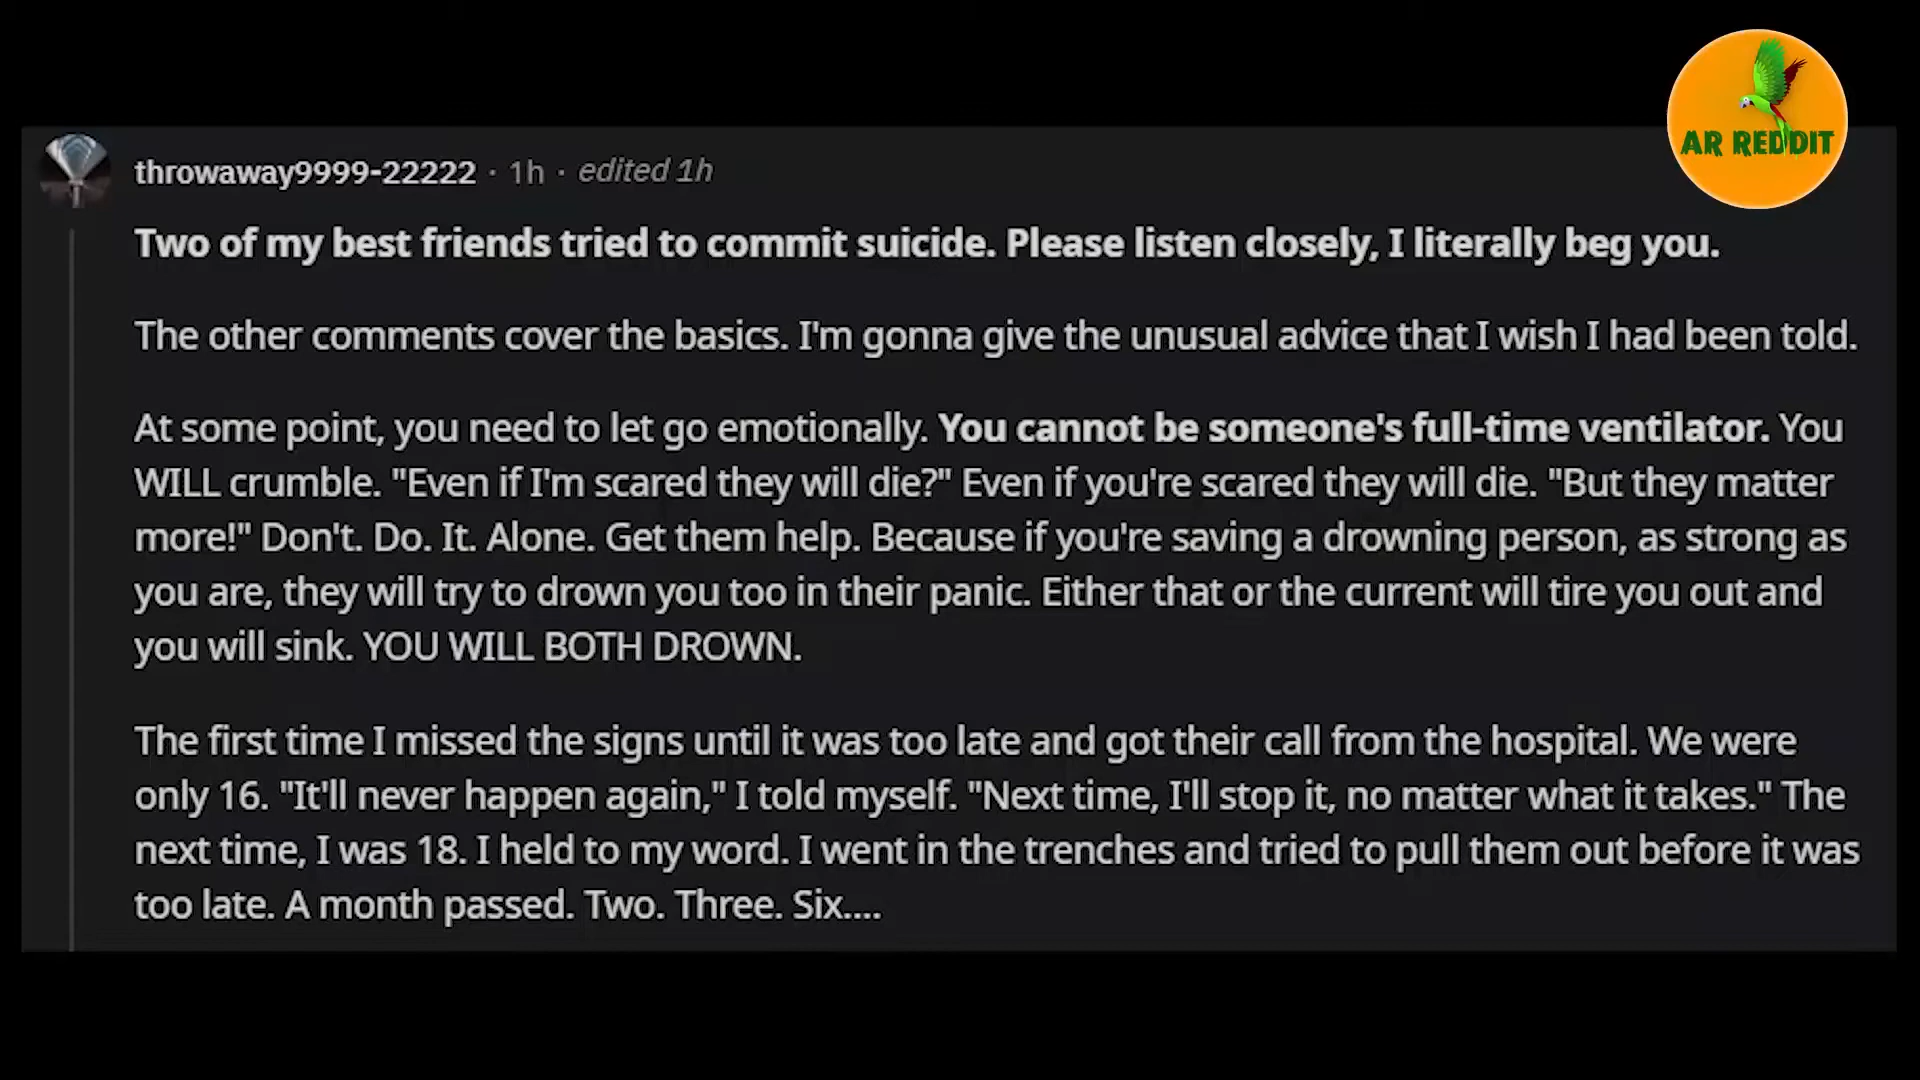 AR REDDIT
throwaway9999-22222 · 1h · edited 1h
Two of my best friends tried to commit suicide. Please listen closely, I literally beg you.
The other comments cover the basics. I'm gonna give the unusual advice that I wish I had been told.
At some point, you need to let go emotionally. You cannot be someone's full-time ventilator. You
WILL crumble. "Even if I'm scared they will die?" Even if you're scared they will die. "But they matter
more!" Don't. Do. It. Alone. Get them help. Because if you're saving a drowning person, as strong as
you are, they will try to drown you too in their panic. Either that or the current will tire you out and
you will sink. YOU WILL BOTH DROWN.
The first time I missed the signs until it was too late and got their call from the hospital. We were
only 16. "It'll never happen again," I told myself. "Next time, I'll stop it, no matter what it takes." The
next time, I was 18. I held to my word. I went in the trenches and tried to pull them out before it was
too late. A month passed. Two. Three. Six....